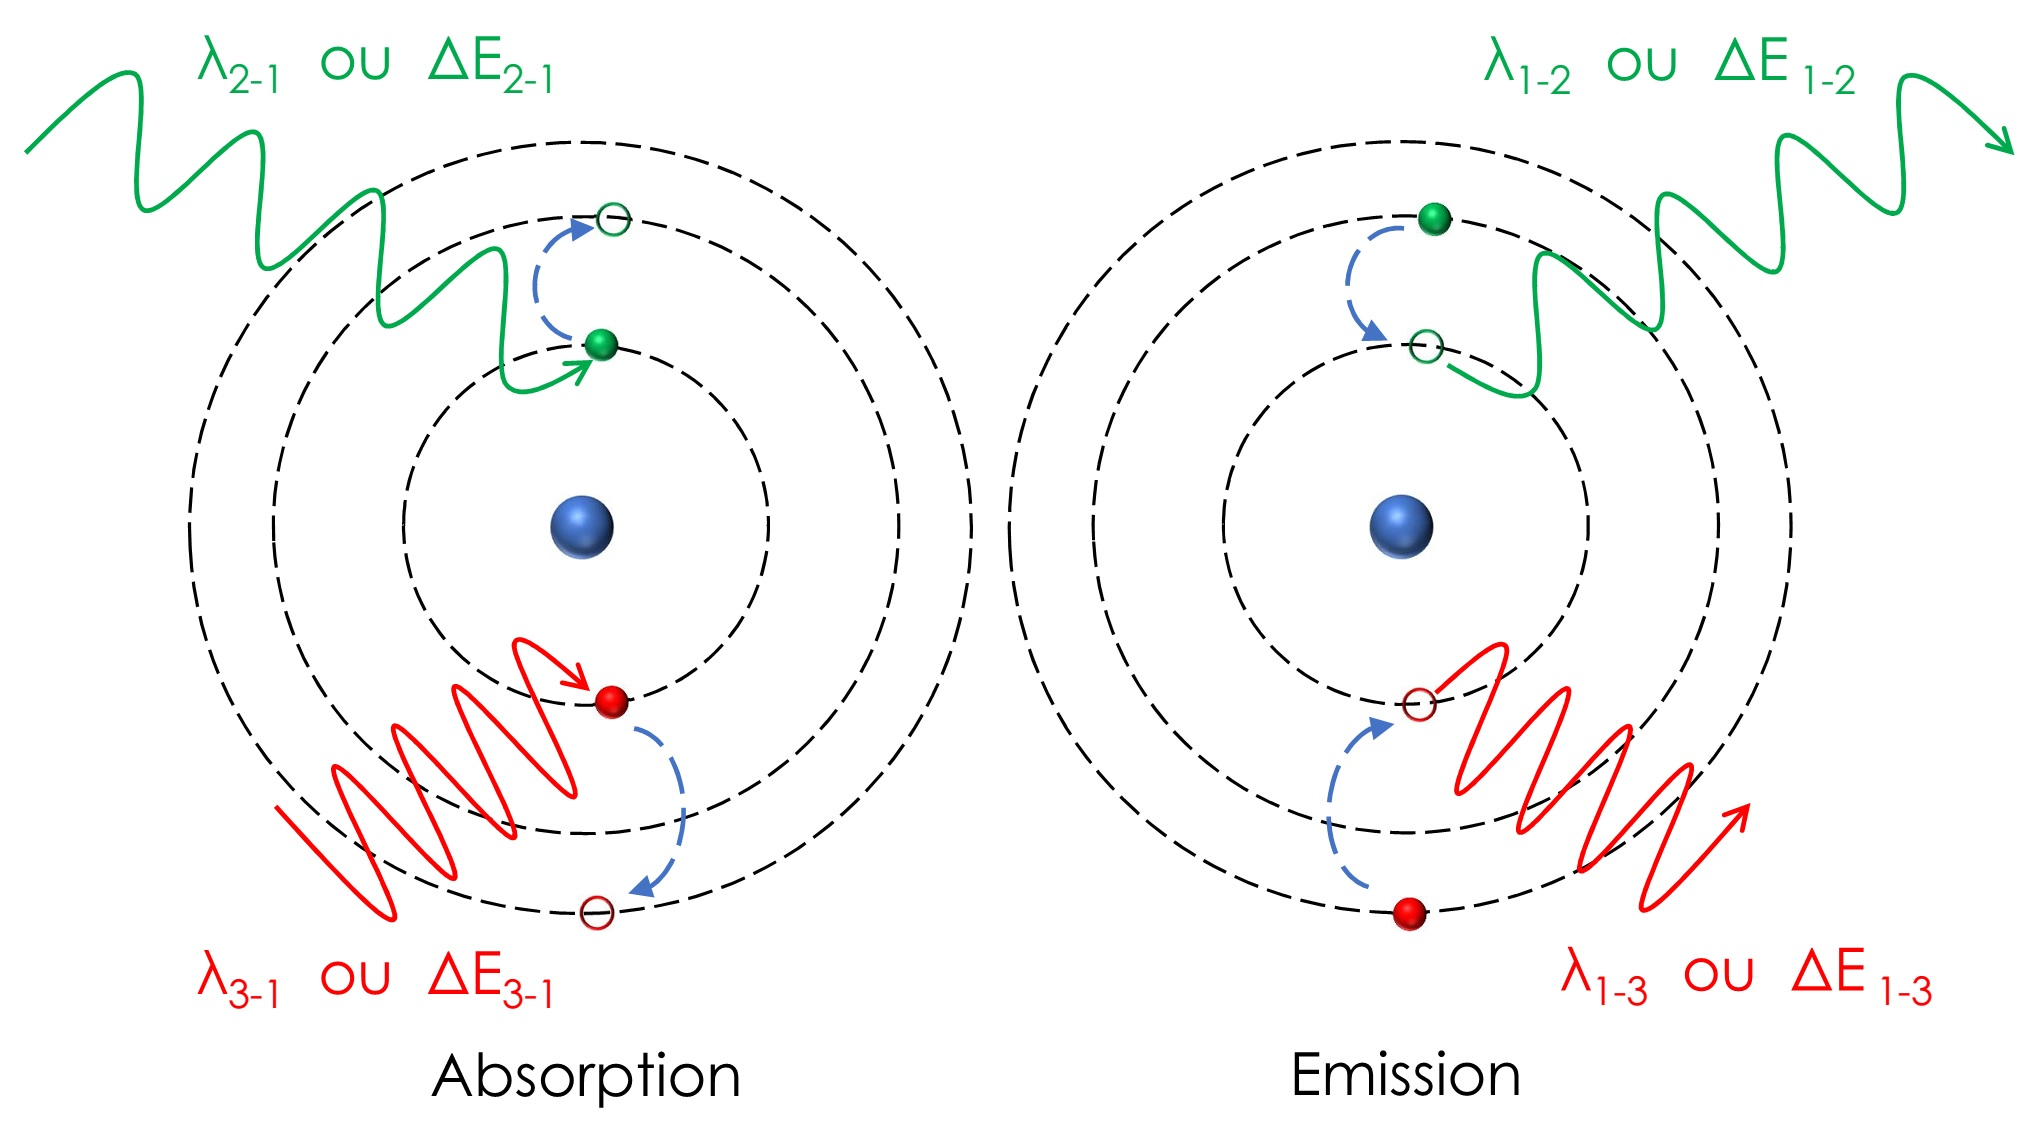 λ2-1 ou ΔE2-1
λ1-2 ou ΔE 1-2
λ3-1 ou ΔE3-1
λ1-3 ou ΔE 1-3
Absorption
Emission